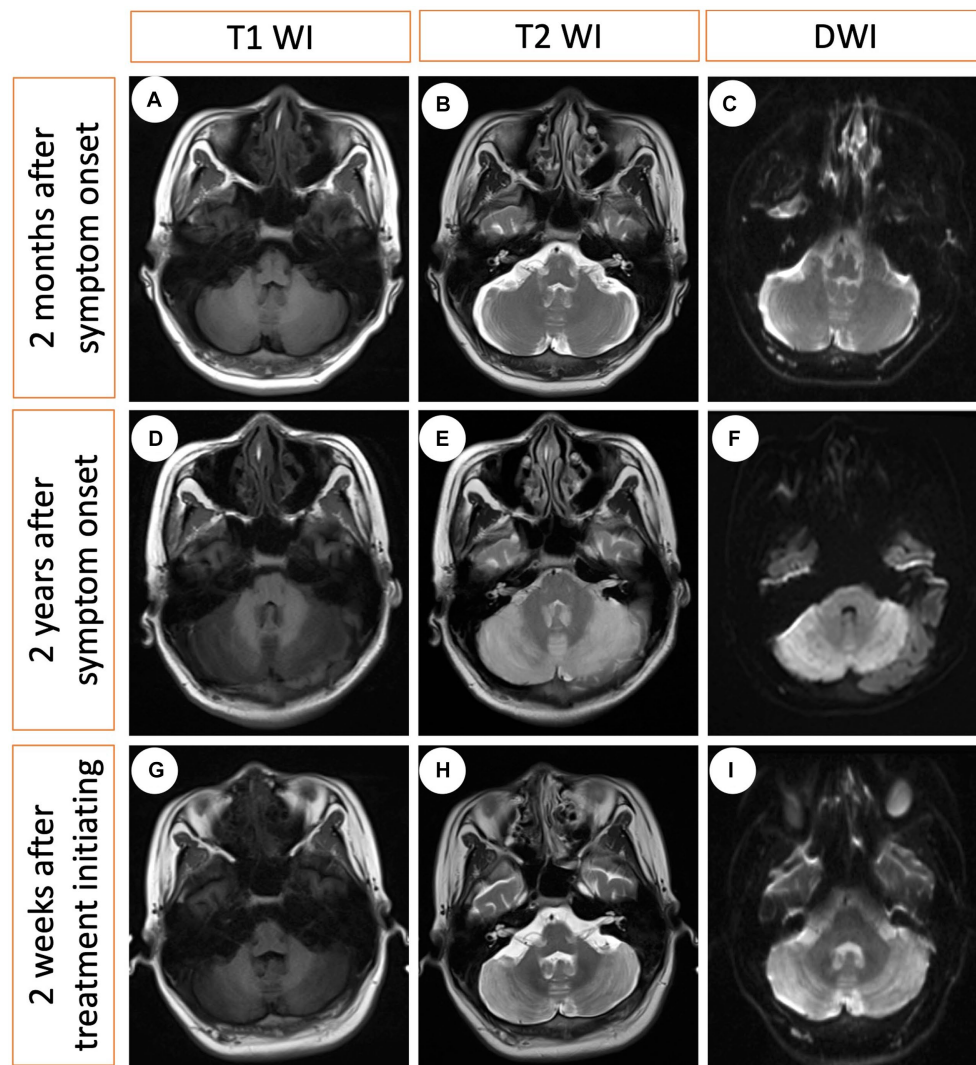 T1 WI
T2 WI
DWI
2 months after
symptom onset
A
B
C
2 years after
symptom onset
D
E
F
2 weeks after
treatment initiating
G
H
I